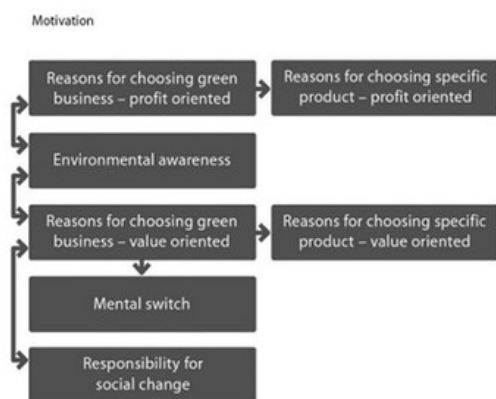 Motivation
Reasons for choosing green
business – profit oriented
Reasons for choosing specific
product – profit oriented
Environmental awareness
Reasons for choosing green
business – value oriented
Reasons for choosing specific
product – value oriented
Mental switch
Responsibility for
social change